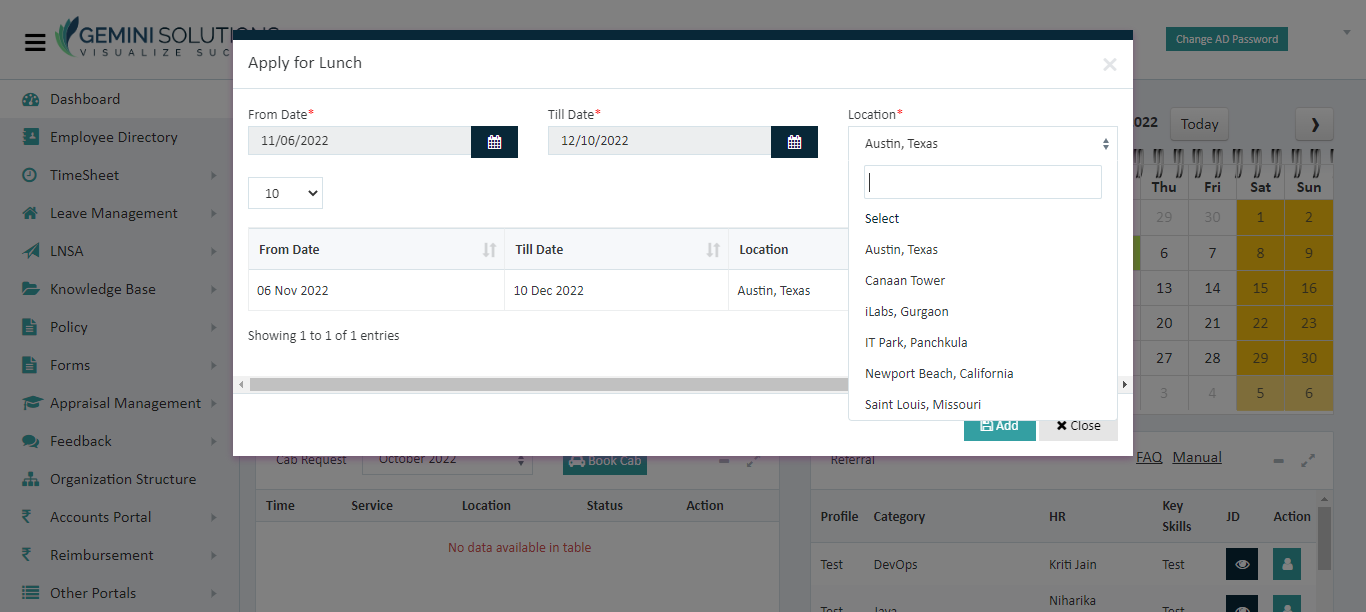 GEMINI SOLUTIONS
VISUALIZE SUC
Change AD Password
Dashboard
Employee Directory
TimeSheet
Leave Management
LNSA
Knowledge Base
Policy
Forms
Appraisal Management
Feedback
Organization Structure
Accounts Portal
Reimbursement
Other Portals
Apply for Lunch
×
From Date*
Till Date*
Location*
11/06/2022
12/10/2022
Austin, Texas
10
Select
Austin, Texas
Canaan Tower
iLabs, Gurgaon
IT Park, Panchkula
Newport Beach, California
Saint Louis, Missouri
From Date Till Date Location
06 Nov 2022 10 Dec 2022 Austin, Texas
Showing 1 to 1 of 1 entries
Add
Close
022 Today
Thu Fri Sat Sun
29 30 1 2
6 7 8 9
13 14 15 16
20 21 22 23
27 28 29 30
3 4 5 6
Cab Request October 2022 Book Cab
Time Service Location Status Action
No data available in table
Referral FAQ Manual
Profile Category HR Key Skills JD Action
Test DevOps Kriti Jain Test
Test Java Niharika Test